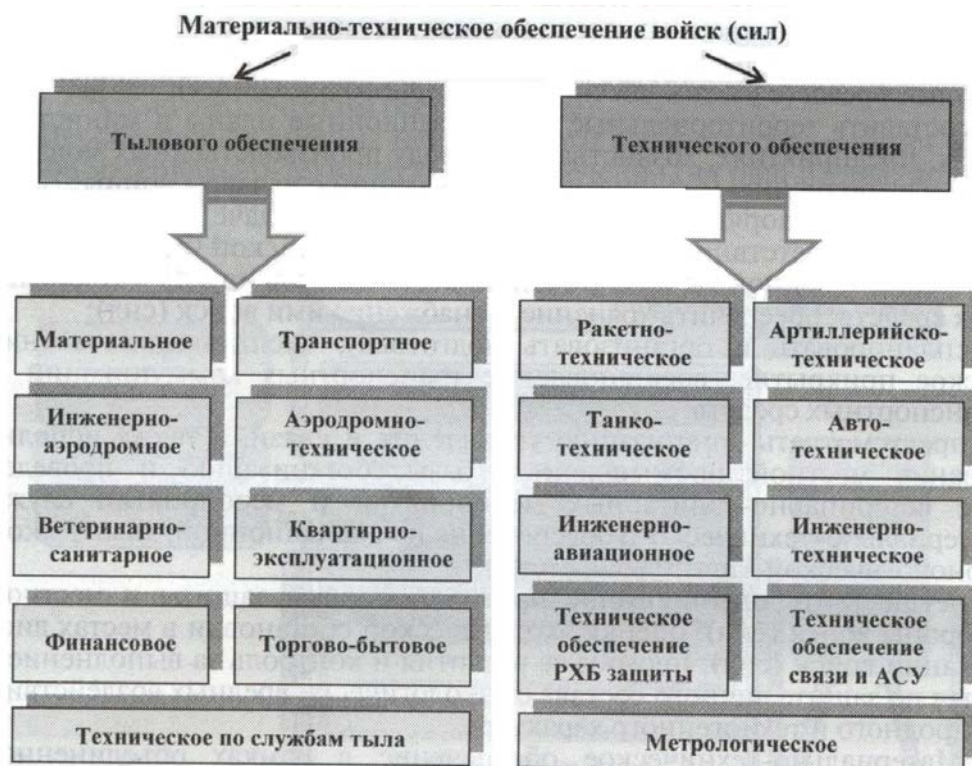 Материально-техническое обеспечение войск (сил)
Тылового обеспечения
Технического обеспечения
Материальное
Транспортное
Инженерно-
аэродромное
Аэродромно-
техническое
Ветеринарно-
санитарное
Квартирно-
эксплуатационное
Финансовое
Торгово-бытовое
Техническое по службам тыла
Ракетно-
техническое
Артиллерийско-
техническое
Танко-
техническое
Авто-
техническое
Инженерно-
авиационное
Инженерно-
техническое
Техническое
обеспечение
РХБ защиты
Техническое
обеспечение
связи и АСУ
Метрологическое